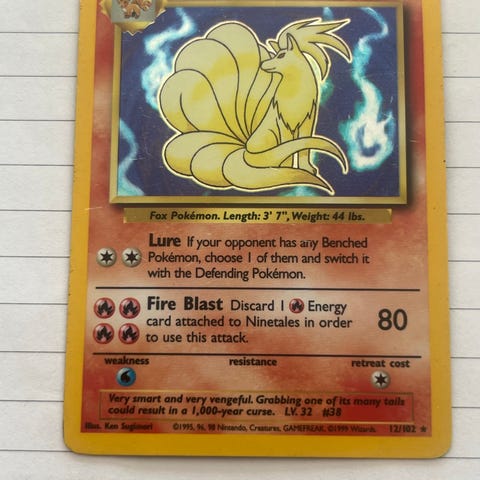 Fox Pokémon. Length: 3' 7", Weight: 44 lbs.
Lure If your opponent has any Benched
Pokémon, choose 1 of them and switch it
with the Defending Pokémon.
Fire Blast Discard 1 Energy
card attached to Ninetales in order
to use this attack.
80
weakness resistance retreat cost
Very smart and very vengeful. Grabbing one of its many tails
could result in a 1,000-year curse. LV. 32 #38
Illus. Ken Sugimori ©1995, 96, 98 Nintendo, Creatures, GAMEFREAK. ©1999 Wizards. 12/102 ★